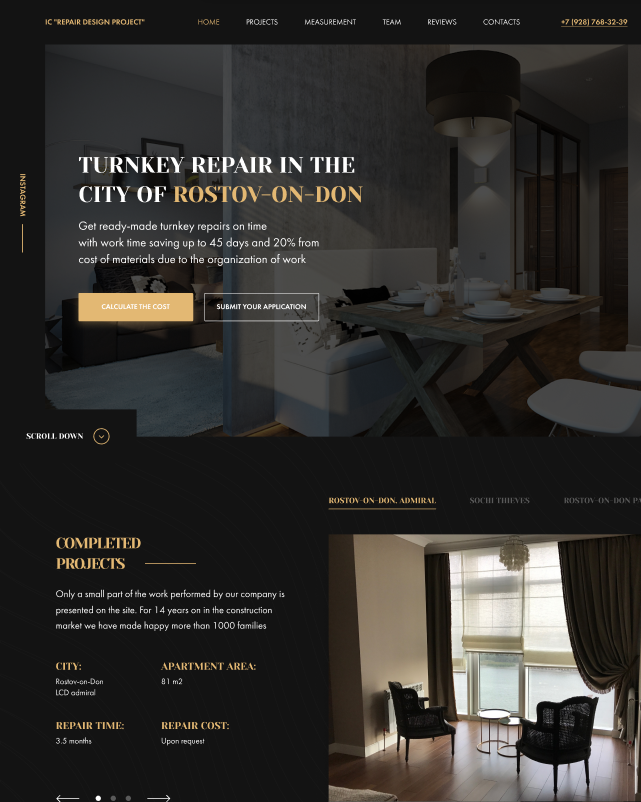 IC "REPAIR DESIGN PROJECT"
HOME
PROJECTS
MEASUREMENT
TEAM
REVIEWS
CONTACTS
+7 (928) 768-32-39
INSTAGRAM
TURNKEY REPAIR IN THE
CITY OF ROSTOV-ON-DON
Get ready-made turnkey repairs on time
with work time saving up to 45 days and 20% from
cost of materials due to the organization of work
CALCULATE THE COST
SUBMIT YOUR APPLICATION
SCROLL DOWN
ROSTOV-ON-DON, ADMIRAL
SOCHI THIEVES
ROSTOV-ON-DON PA
COMPLETED
PROJECTS
Only a small part of the work performed by our company is
presented on the site. For 14 years on in the construction
market we have made happy more than 1000 families
CITY:
Rostov-on-Don
LCD admiral
APARTMENT AREA:
81 m2
REPAIR TIME:
3.5 months
REPAIR COST:
Upon request